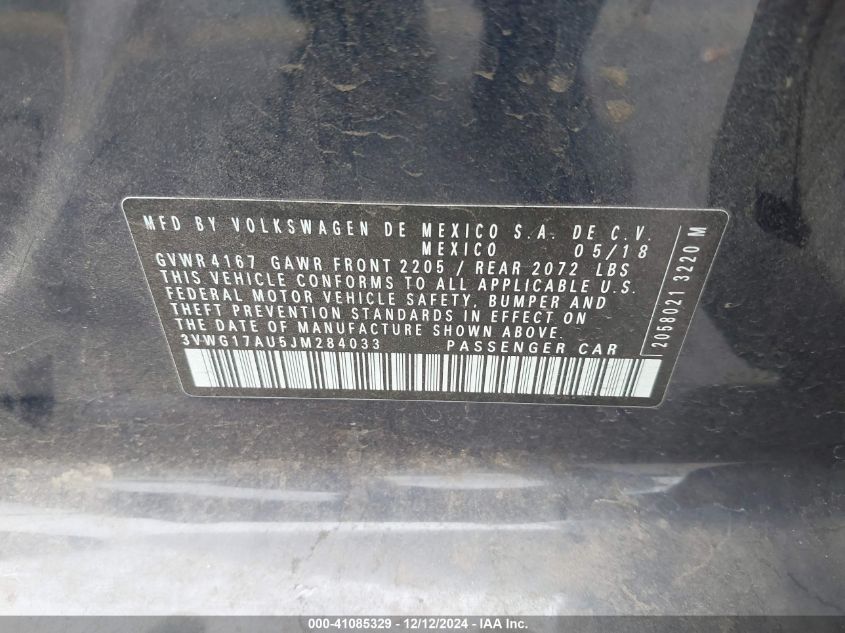 MFD BY VOLKSWAGEN DE MEXICO S.A. DE C.V.
MEXICO 05/18
GVWR 4167 GAWR FRONT 2205 / REAR 2072 LBS
THIS VEHICLE CONFORMS TO ALL APPLICABLE U.S.
FEDERAL MOTOR VEHICLE SAFETY, BUMPER AND
THEFT PREVENTION STANDARDS IN EFFECT ON
THE DATE OF MANUFACTURE SHOWN ABOVE.
3VWG17AU5JM284033 PASSENGER CAR
2058021 3220 M
000-41085329 - 12/12/2024 - IAA, Inc.